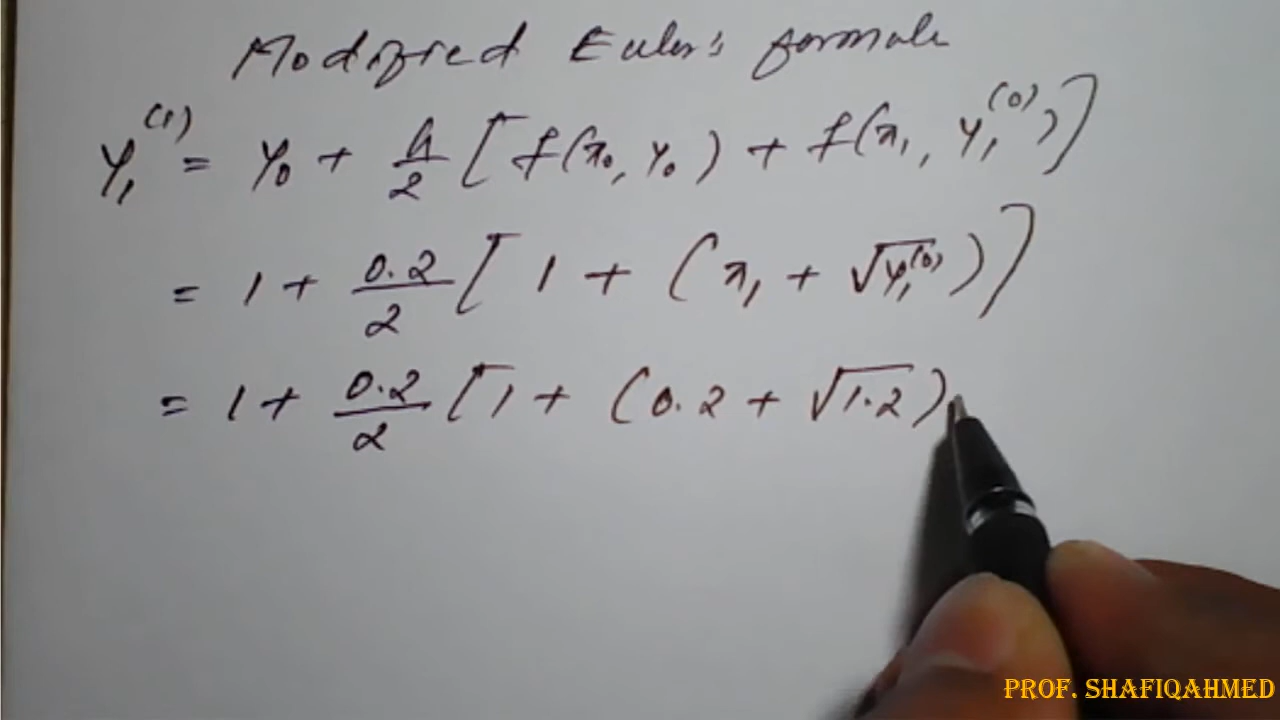 Modified Euler's formula
y₁⁽¹⁾ = y₀ + h/2 [f(x₀, y₀) + f(x₁, y₁⁽⁰⁾)]
= 1 + 0.2/2 [1 + (x₁ + √y₁⁽⁰⁾)]
= 1 + 0.2/2 [1 + (0.2 + √1.2)
PROF. SHAFIQAHMED